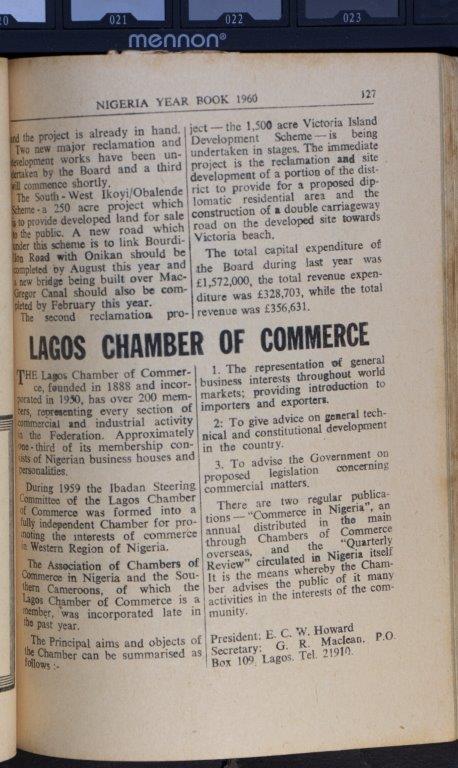 20
021
022
023
mennon®
NIGERIA YEAR BOOK 1960
127
and the project is already in hand.
Two new major reclamation and
development works have been un-
dertaken by the Board and a third
will commence shortly.
The South - West Ikoyi/Obalende
Scheme - a 250 acre project which
is to provide developed land for sale
to the public. A new road which
under this scheme is to link Bourdi-
llon Road with Onikan should be
completed by August this year and
a new bridge being built over Mac-
Gregor Canal should also be com-
pleted by February this year.
The second reclamation pro-
ject — the 1,500 acre Victoria Island
Development Scheme — is being
undertaken in stages. The immediate
project is the reclamation and site
development of a portion of the dist-
rict to provide for a proposed dip-
lomatic residential area and the
construction of a double carriageway
road on the developed site towards
Victoria beach.
The total capital expenditure of
the Board during last year was
£1,572,000, the total revenue expen-
diture was £328,703, while the total
revenue was £356,631.
LAGOS CHAMBER OF COMMERCE
THE Lagos Chamber of Commer-
ce, founded in 1888 and incor-
porated in 1950, has over 200 mem-
bers, representing every section of
commercial and industrial activity
in the Federation. Approximately
one - third of its membership con-
sists of Nigerian business houses and
personalities.
During 1959 the Ibadan Steering
Committee of the Lagos Chamber
of Commerce was formed into a
fully independent Chamber for pro-
moting the interests of commerce
in Western Region of Nigeria.
The Association of Chambers of
Commerce in Nigeria and the Sou-
thern Cameroons, of which the
Lagos Chamber of Commerce is a
member, was incorporated late in
the past year.
The Principal aims and objects of
the Chamber can be summarised as
follows :-
1. The representation of general
business interests throughout world
markets; providing introduction to
importers and exporters.
2: To give advice on general tech-
nical and constitutional development
in the country.
3. To advise the Government on
proposed legislation concerning
commercial matters.
There are two regular publica-
tions — "Commerce in Nigeria", an
annual distributed in the main
through Chambers of Commerce
overseas, and the "Quarterly
Review" circulated in Nigeria itself
It is the means whereby the Cham-
ber advises the public of it many
activities in the interests of the com-
munity.
President: E. C. W. Howard
Secretary: G. R. Maclean, P.O.
Box 109, Lagos. Tel. 21910.